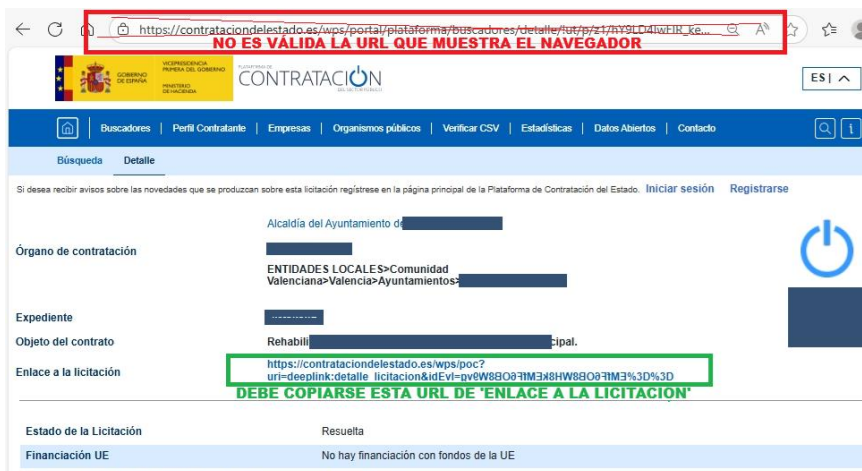 https://contrataciondelestado.es/wps/portal/plataforma/buscadores/detalle/!ut/p/z1/
NO ES VÁLIDA LA URL QUE MUESTRA EL NAVEGADOR
GOBIERNO DE ESPAÑA
VICEPRESIDENCIA PRIMERA DEL GOBIERNO
MINISTERIO DE HACIENDA
PLATAFORMA DE
CONTRATACIÓN
DEL SECTOR PÚBLICO
ES|
Buscadores | Perfil Contratante | Empresas | Organismos públicos | Verificar CSV | Estadísticas | Datos Abiertos | Contacto
Búsqueda Detalle
Si desea recibir avisos sobre las novedades que se produzcan sobre esta licitación regístrese en la página principal de la Plataforma de Contratación del Estado. Iniciar sesión Registrarse
Alcaldía del Ayuntamiento de
Órgano de contratación
ENTIDADES LOCALES>Comunidad
Valenciana>Valencia>Ayuntamientos>
Expediente
Objeto del contrato Rehabili cipal.
Enlace a la licitación
https://contrataciondelestado.es/wps/poc?
uri=deeplink:detalle_licitacion&idEvl=
DEBE COPIARSE ESTA URL DE 'ENLACE A LA LICITACIÓN'
Estado de la Licitación Resuelta
Financiación UE No hay financiación con fondos de la UE